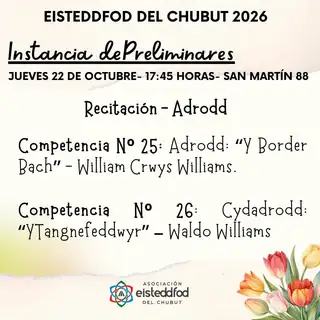 EISTEDDFOD DEL CHUBUT 2026
Instancia dePreliminares
JUEVES 22 DE OCTUBRE- 17:45 HORAS- SAN MARTÍN 88
Recitación - Adrodd
Competencia Nº 25: Adrodd: “Y Border
Bach” - William Crwys Williams.
Competencia Nº 26: Cydadrodd:
“YTangnefeddwyr” – Waldo Williams
ASOCIACIÓN
eisteddfod
DEL CHUBUT